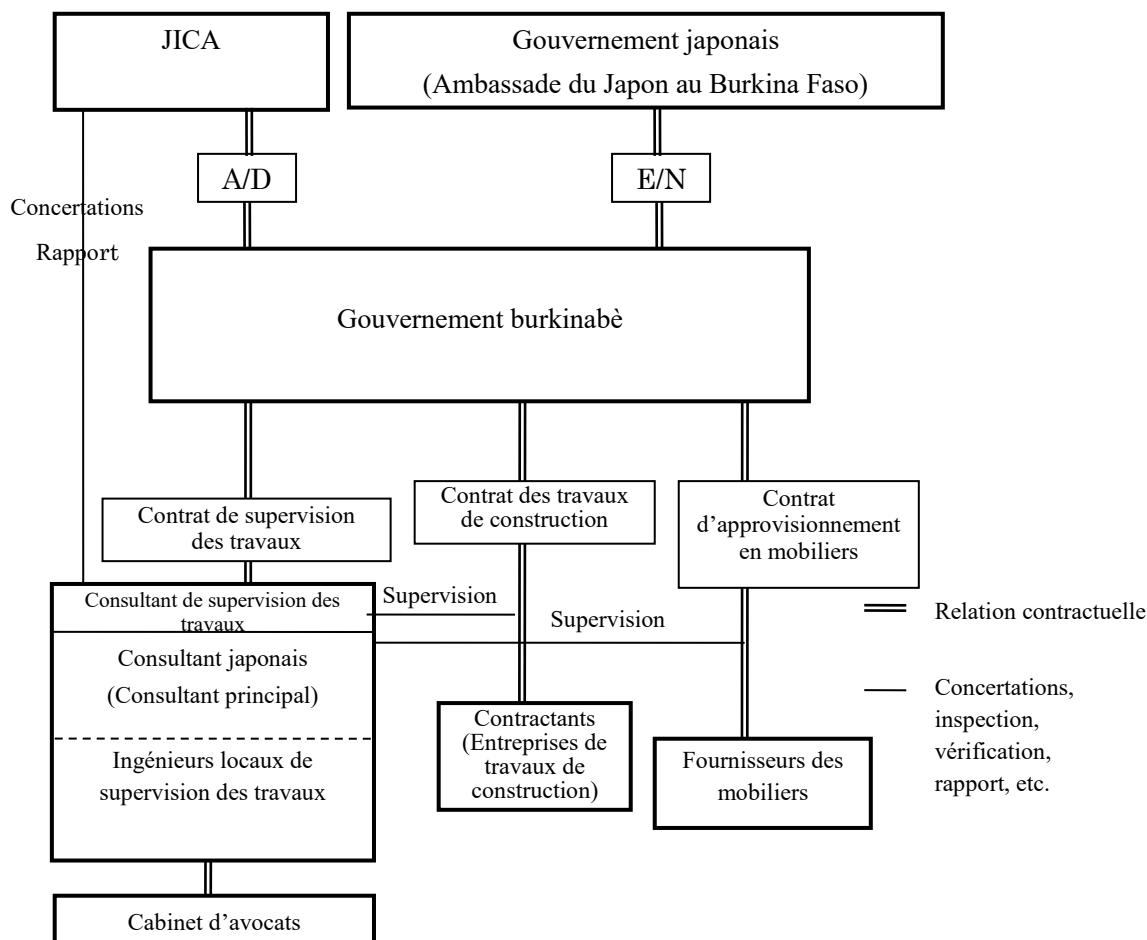 JICA
Gouvernement japonais
(Ambassade du Japon au Burkina Faso)
A/D
E/N
Concertations
Rapport
Gouvernement burkinabè
Contrat de supervision
des travaux
Contrat des travaux
de construction
Contrat
d’approvisionnement
en mobiliers
Consultant de supervision des
travaux
Supervision
Supervision
Consultant japonais
(Consultant principal)
Ingénieurs locaux de
supervision des travaux
Contractants
(Entreprises de
travaux de
construction)
Fournisseurs des
mobiliers
Relation contractuelle
Concertations,
inspection,
vérification,
rapport, etc.
Cabinet d’avocats